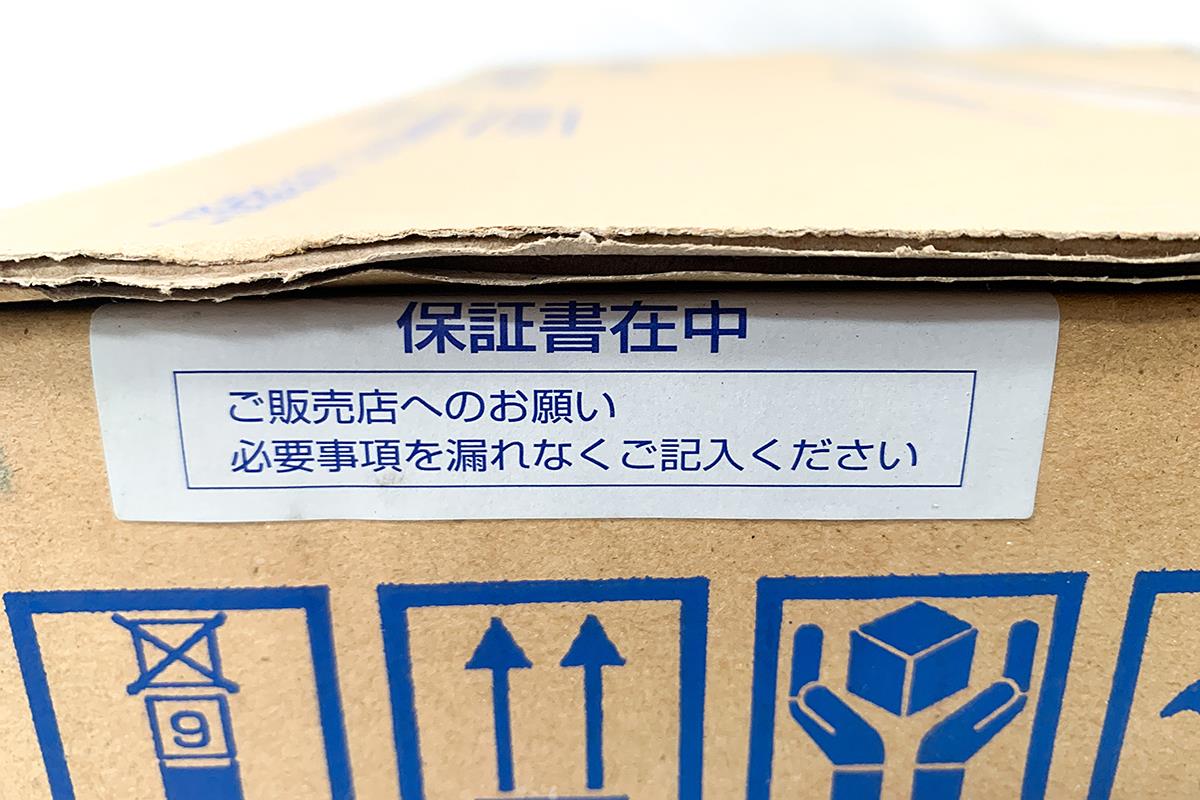 保証書在中
ご販売店へのお願い
必要事項を漏れなくご記入ください
9